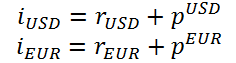 i_USD = r_USD + p^USD
i_EUR = r_EUR + p^EUR